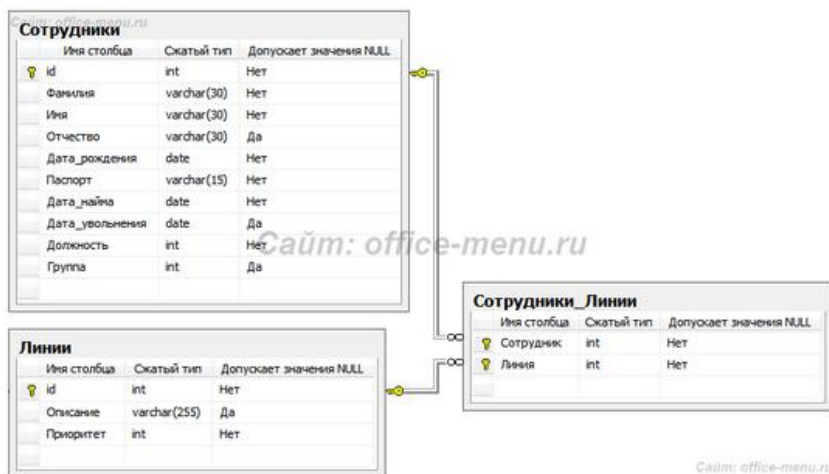 Сайт: office-menu.ru
Сотрудники
Имя столбца Сжатый тип Допускает значения NULL
id int Нет
Фамилия varchar(30) Нет
Имя varchar(30) Нет
Отчество varchar(30) Да
Дата_рождения date Нет
Паспорт varchar(15) Нет
Дата_найма date Нет
Дата_увольнения date Да
Должность int Нет
Группа int Да
Сайт: office-menu.ru
Сотрудники_Линии
Имя столбца Сжатый тип Допускает значения NULL
Сотрудник int Нет
Линия int Нет
Линии
Имя столбца Сжатый тип Допускает значения NULL
id int Нет
Описание varchar(255) Да
Приоритет int Нет
Сайт: office-menu.ru